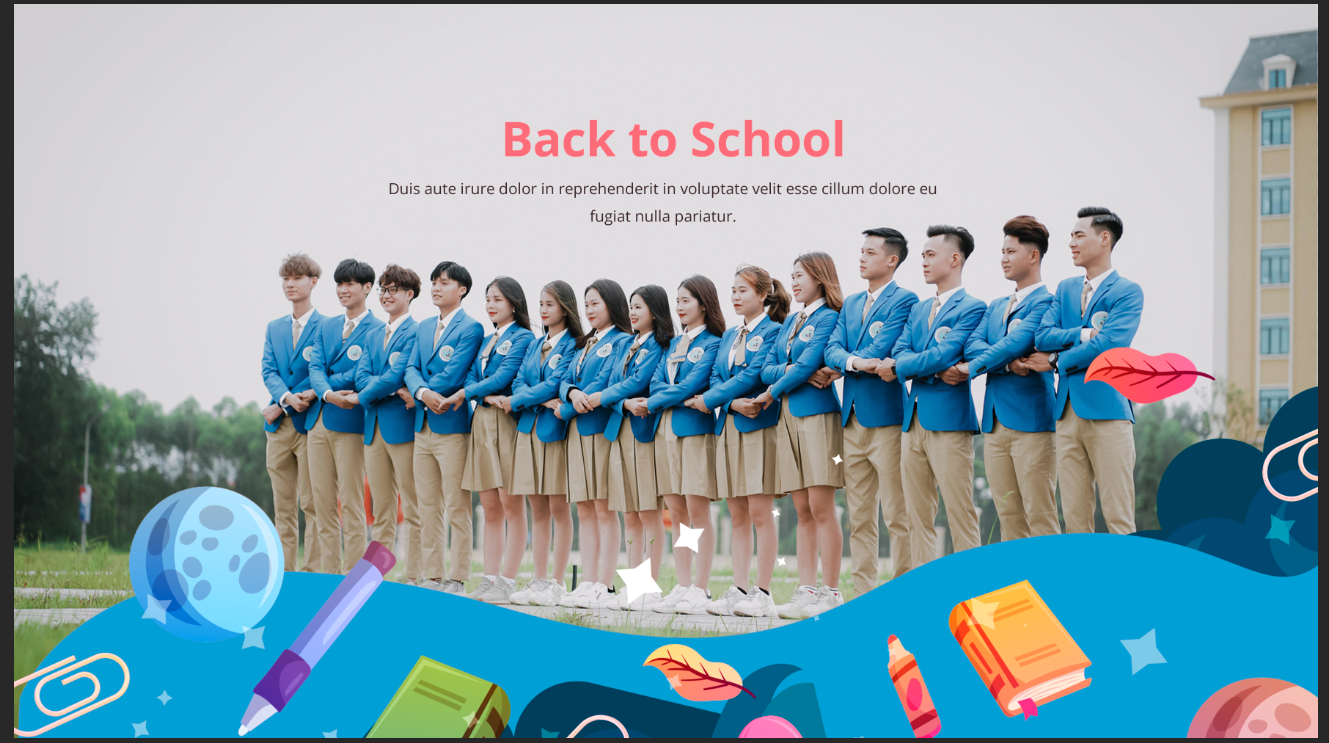 Back to School
Duis aute irure dolor in reprehenderit in voluptate velit esse cillum dolore eu
fugiat nulla pariatur.